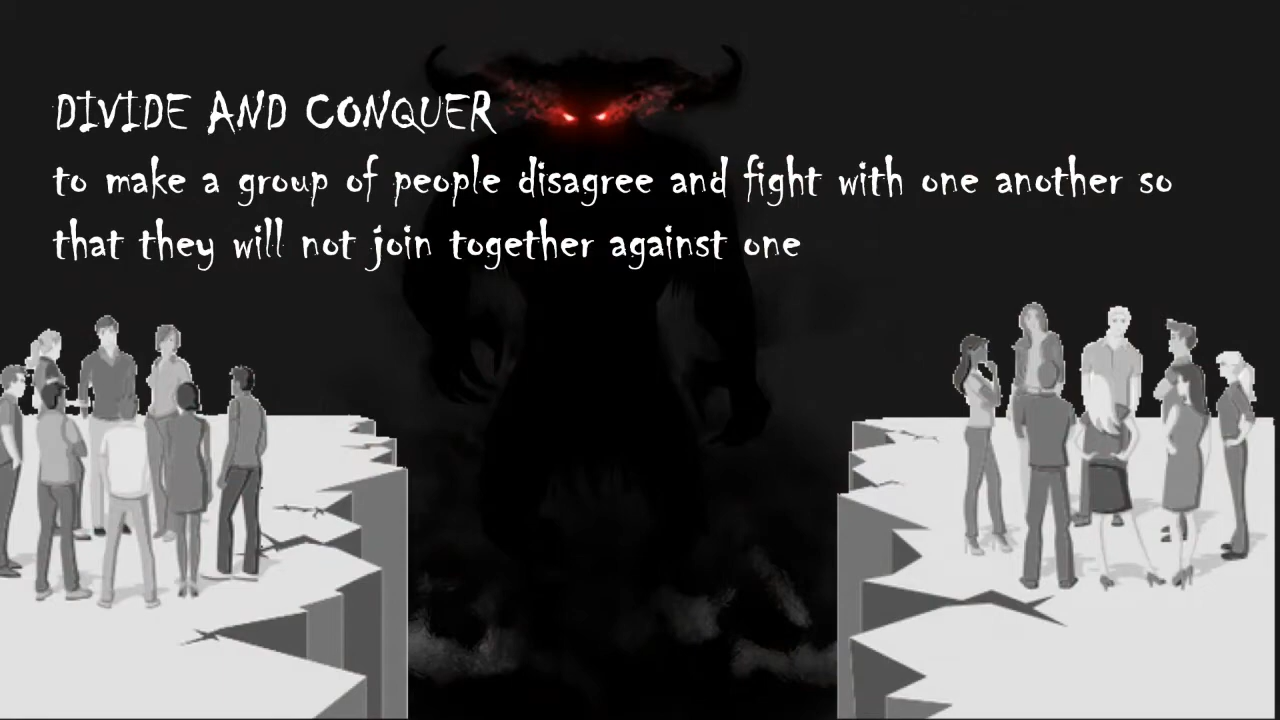 DIVIDE AND CONQUER
to make a group of people disagree and fight with one another so
that they will not join together against one